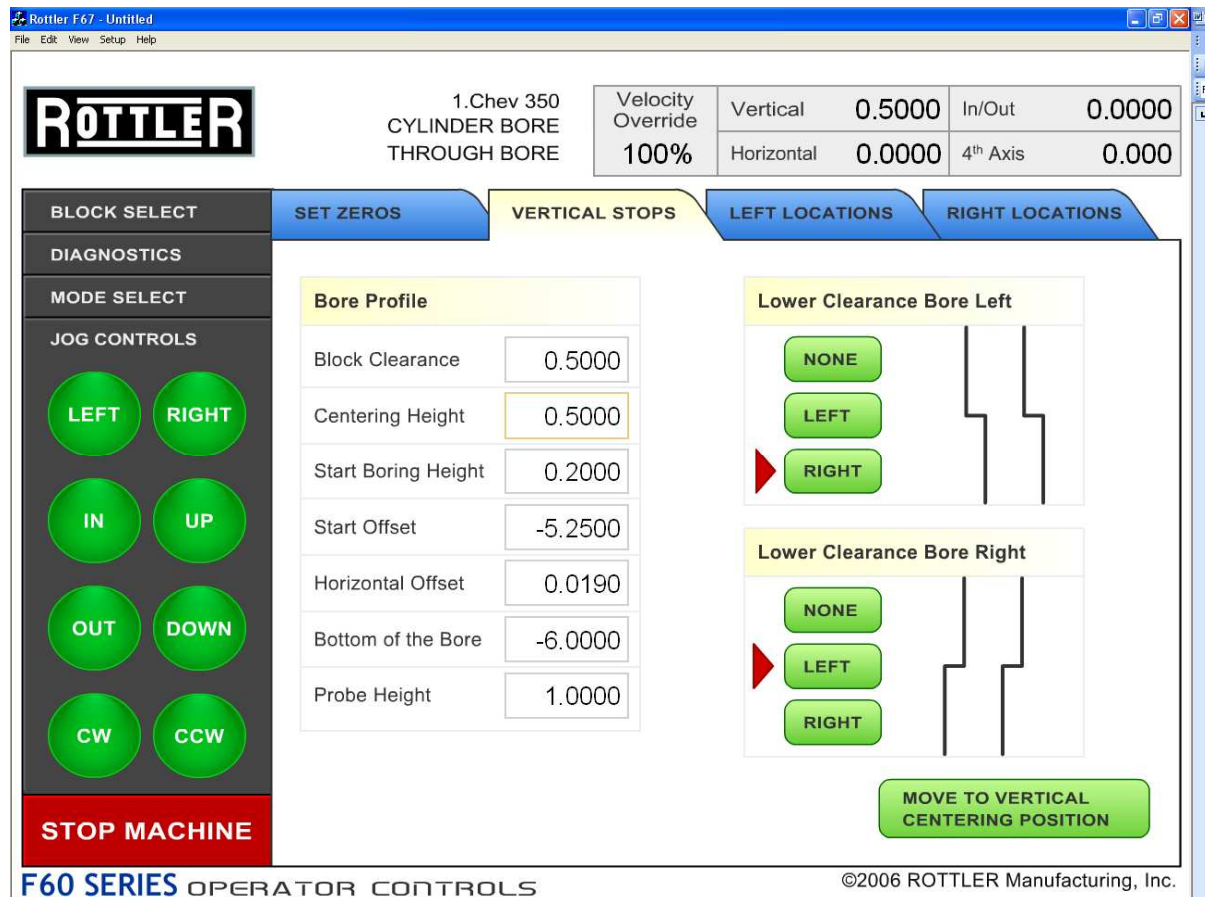 Rottler F67 - Untitled
File Edit View Setup Help
ROTTLER
1.Chev 350
CYLINDER BORE
THROUGH BORE
Velocity Override
100%
Vertical 0.5000 In/Out 0.0000
Horizontal 0.0000 4th Axis 0.000
BLOCK SELECT
DIAGNOSTICS
MODE SELECT
JOG CONTROLS
LEFT RIGHT
IN UP
OUT DOWN
CW CCW
STOP MACHINE
SET ZEROS VERTICAL STOPS LEFT LOCATIONS RIGHT LOCATIONS
Bore Profile
Block Clearance 0.5000
Centering Height 0.5000
Start Boring Height 0.2000
Start Offset -5.2500
Horizontal Offset 0.0190
Bottom of the Bore -6.0000
Probe Height 1.0000
Lower Clearance Bore Left
NONE
LEFT
RIGHT
Lower Clearance Bore Right
NONE
LEFT
RIGHT
MOVE TO VERTICAL
CENTERING POSITION
F60 SERIES OPERATOR CONTROLS
©2006 ROTTLER Manufacturing, Inc.